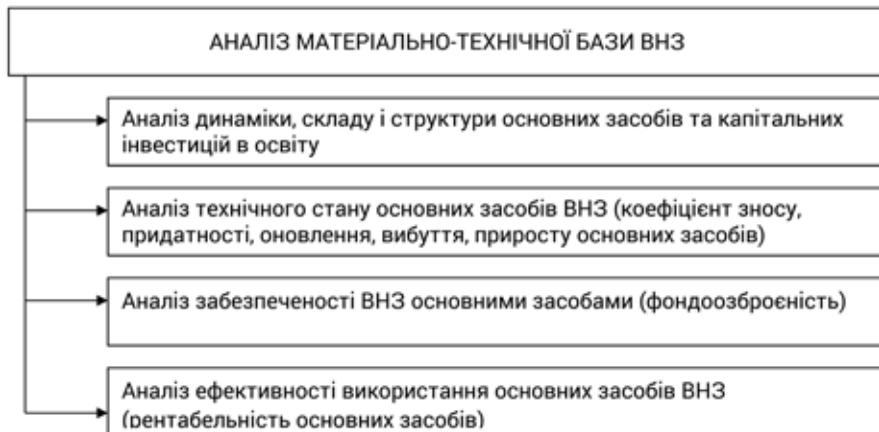 АНАЛІЗ МАТЕРІАЛЬНО-ТЕХНІЧНОЇ БАЗИ ВНЗ
Аналіз динаміки, складу і структури основних засобів та капітальних
інвестицій в освіту
Аналіз технічного стану основних засобів ВНЗ (коефіцієнт зносу,
придатності, оновлення, вибуття, приросту основних засобів)
Аналіз забезпеченості ВНЗ основними засобами (фондоозброєність)
Аналіз ефективності використання основних засобів ВНЗ
(рентабельність основних засобів)